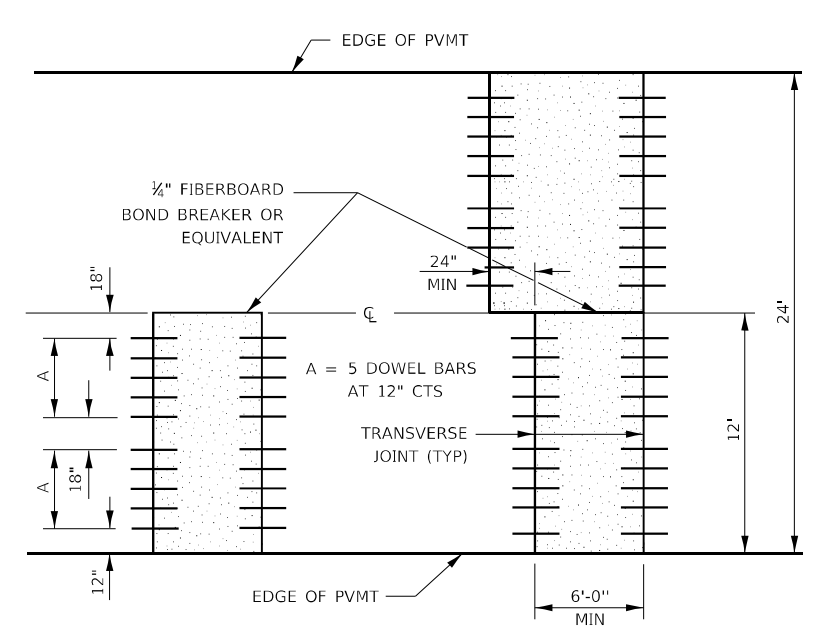 EDGE OF PVMT
¼" FIBERBOARD
BOND BREAKER OR
EQUIVALENT
24"
MIN
18"
℄
24'
A = 5 DOWEL BARS
AT 12" CTS
A
12'
TRANSVERSE
JOINT (TYP)
A
18"
12"
EDGE OF PVMT
6'-0"
MIN